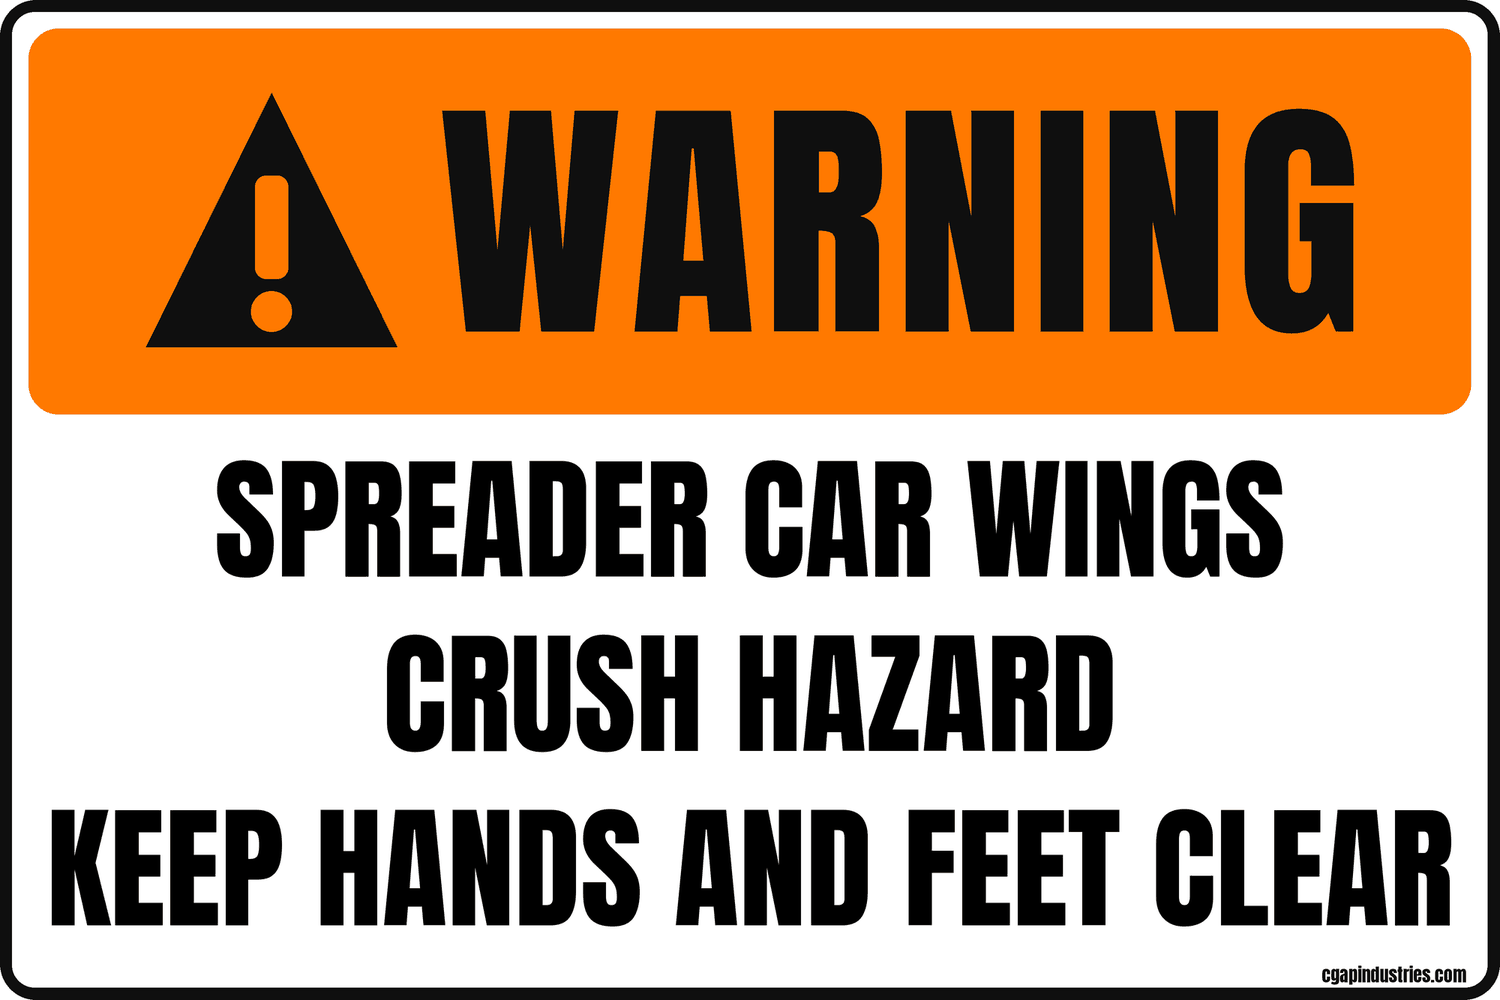 WARNING
SPREADER CAR WINGS
CRUSH HAZARD
KEEP HANDS AND FEET CLEAR
cgapindustries.com